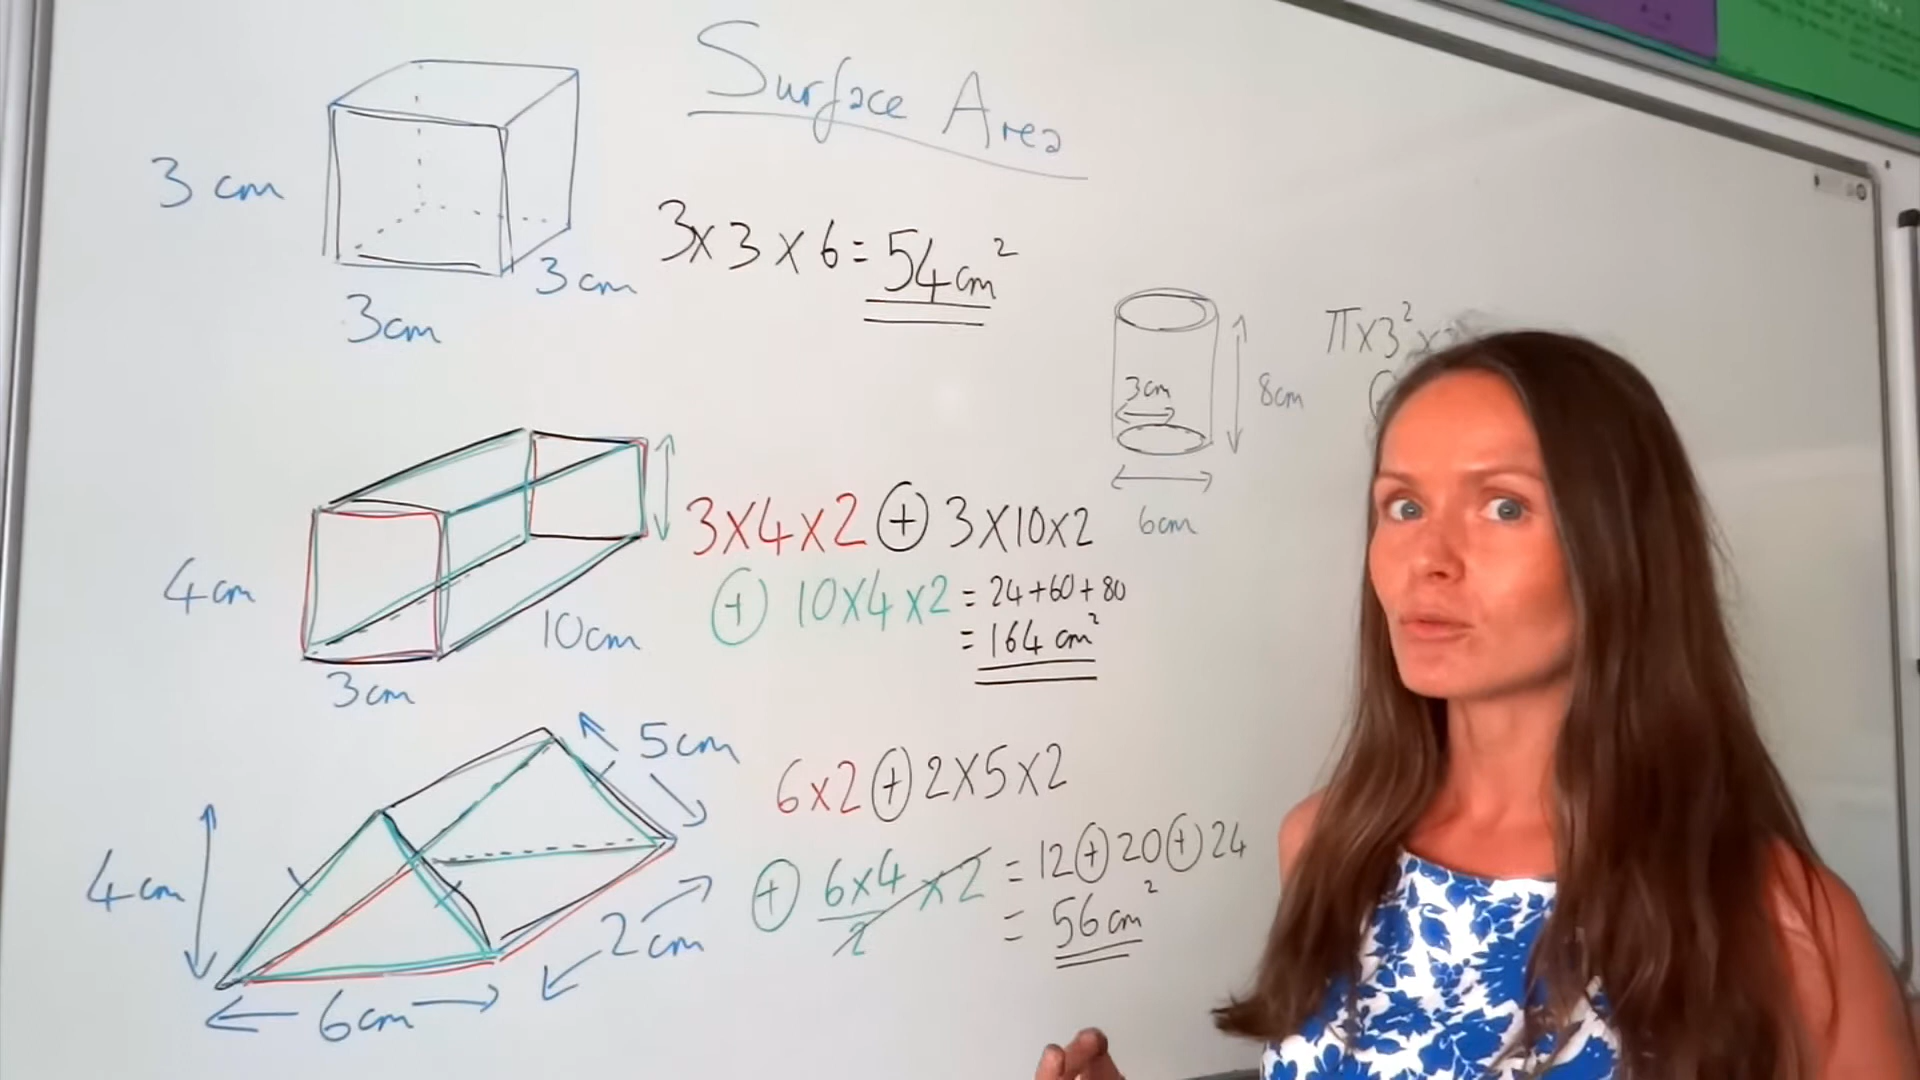 Surface Area
3 cm
3cm
3cm
3x3x6=54cm²
3cm
8cm
6cm
πx3²x
4cm
10cm
3cm
3x4x2+3x10x2
+ 10x4x2 = 24+60+80
= 164 cm²
5cm
4cm
2cm
6cm
6x2+2x5x2
+ 6x4/2 x2 = 12+20+24
= 56cm²